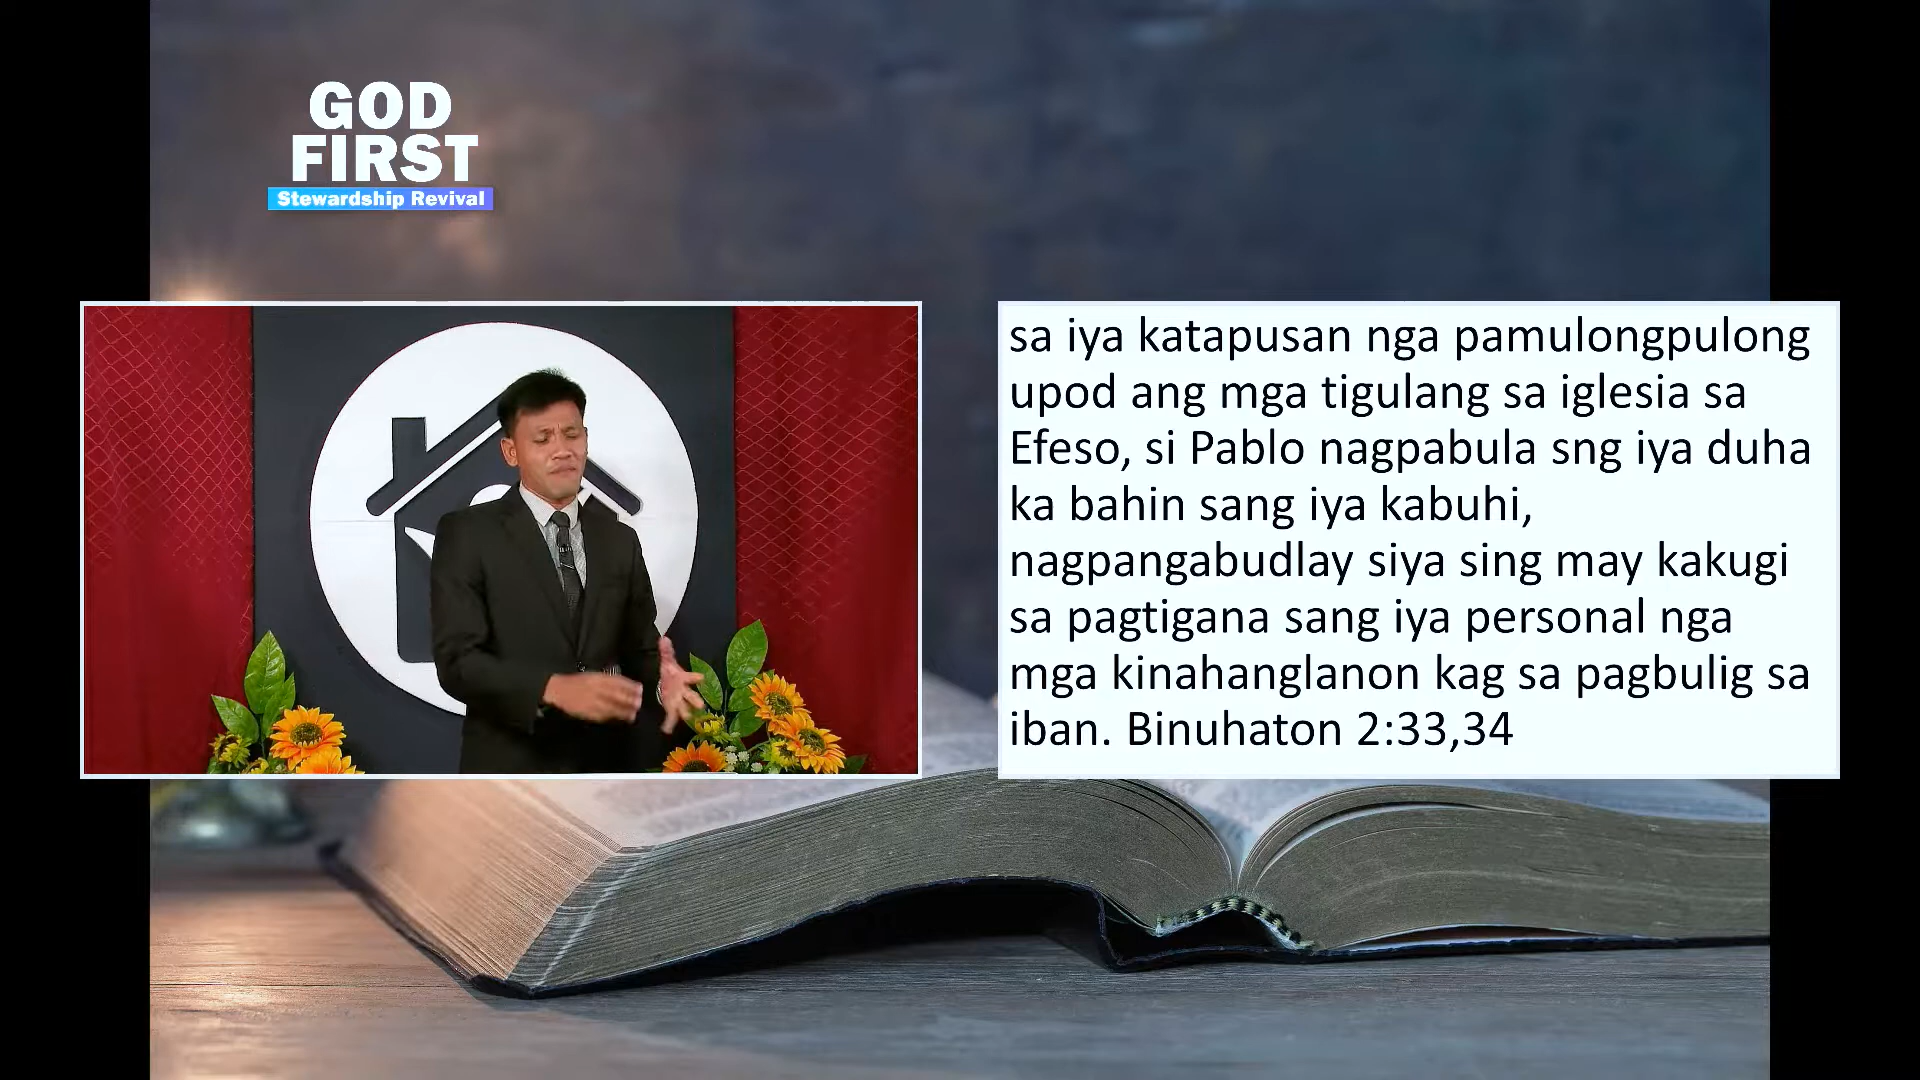 GOD
FIRST
Stewardship Revival
sa iya katapusan nga pamulongpulong
upod ang mga tigulang sa iglesia sa
Efeso, si Pablo nagpabula sng iya duha
ka bahin sang iya kabuhi,
nagpangabudlay siya sing may kakugi
sa pagtigana sang iya personal nga
mga kinahanglanon kag sa pagbulig sa
iban. Binuhaton 2:33,34